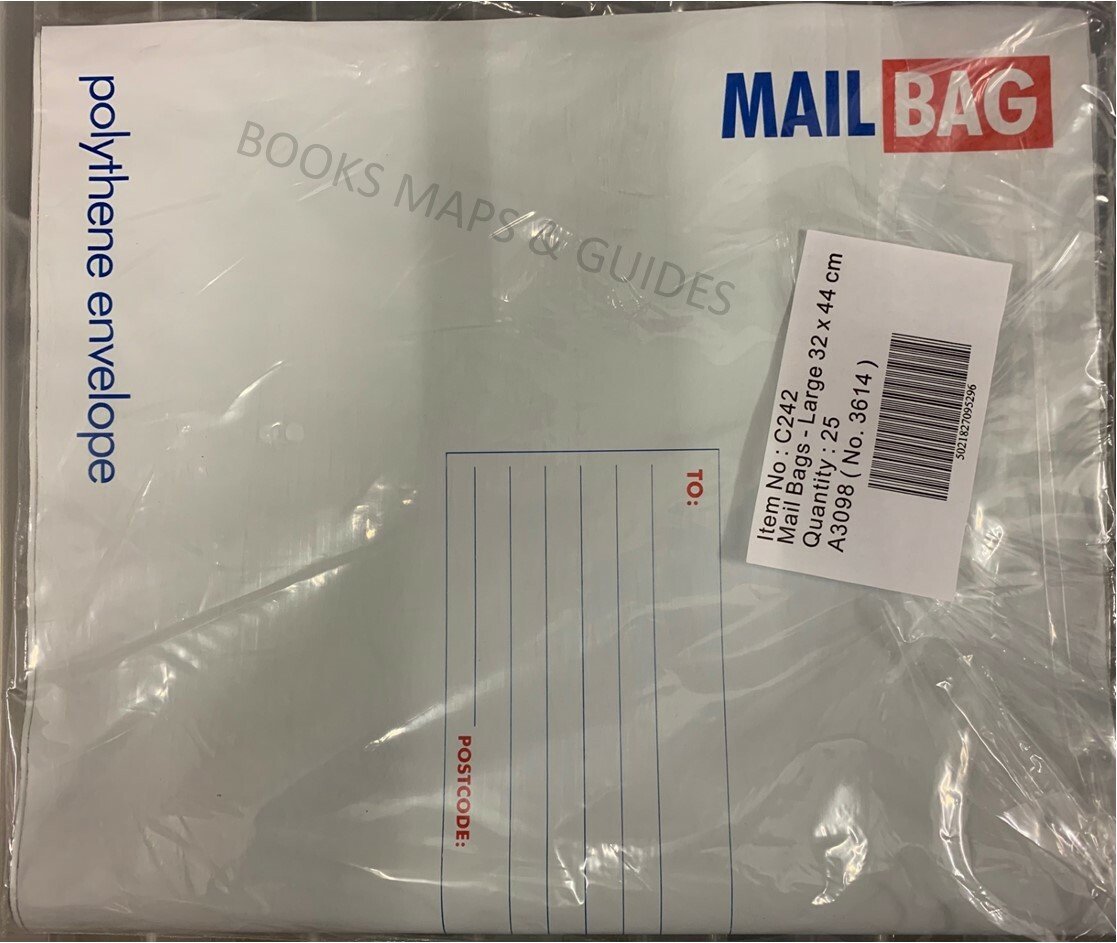 MAIL BAG
polythene envelope
BOOKS MAPS & GUIDES
Item No : C242
Mail Bags - Large 32 x 44 cm
Quantity : 25
A3098 ( No. 3614 )
5021827095296
TO:
POSTCODE: